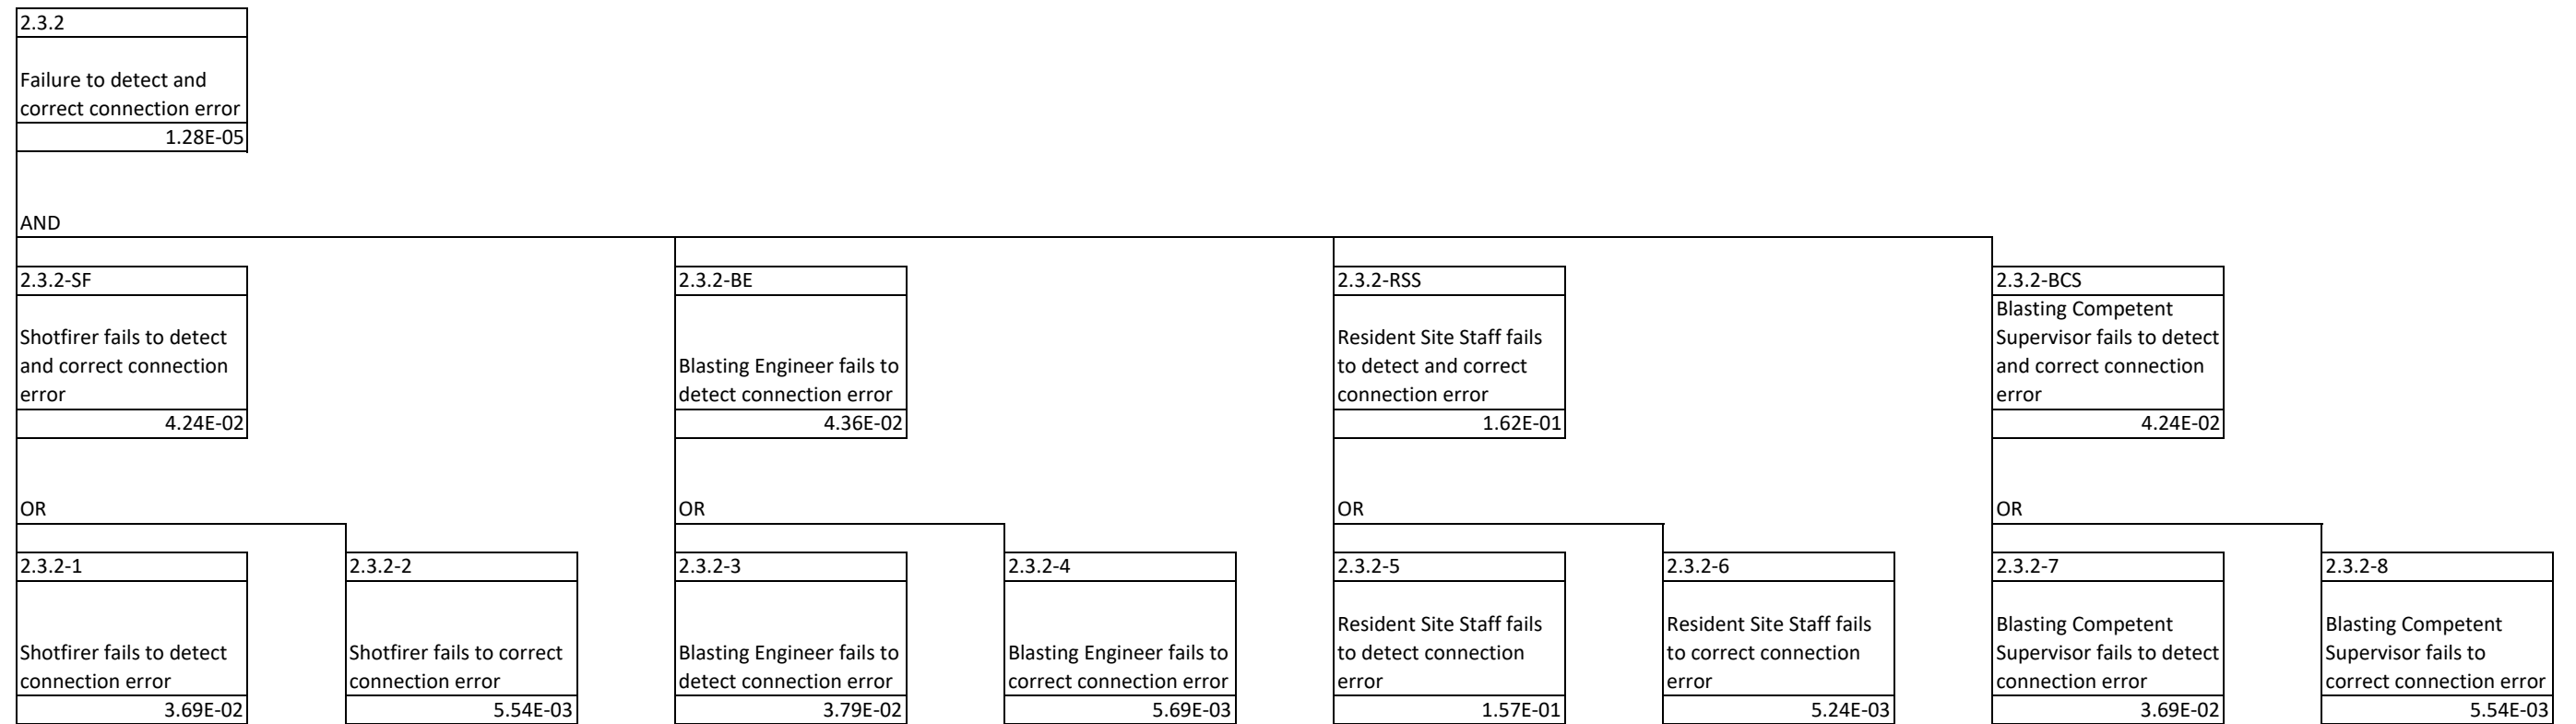 2.3.2
Failure to detect and
correct connection error
1.28E-05
AND
2.3.2-SF
Shotfirer fails to detect
and correct connection
error
4.24E-02
2.3.2-BE
Blasting Engineer fails to
detect connection error
4.36E-02
2.3.2-RSS
Resident Site Staff fails
to detect and correct
connection error
1.62E-01
2.3.2-BCS
Blasting Competent
Supervisor fails to detect
and correct connection
error
4.24E-02
OR
OR
OR
OR
2.3.2-1
Shotfirer fails to detect
connection error
3.69E-02
2.3.2-2
Shotfirer fails to correct
connection error
5.54E-03
2.3.2-3
Blasting Engineer fails to
detect connection error
3.79E-02
2.3.2-4
Blasting Engineer fails to
correct connection error
5.69E-03
2.3.2-5
Resident Site Staff fails
to detect connection
error
1.57E-01
2.3.2-6
Resident Site Staff fails
to correct connection
error
5.24E-03
2.3.2-7
Blasting Competent
Supervisor fails to detect
connection error
3.69E-02
2.3.2-8
Blasting Competent
Supervisor fails to
correct connection error
5.54E-03